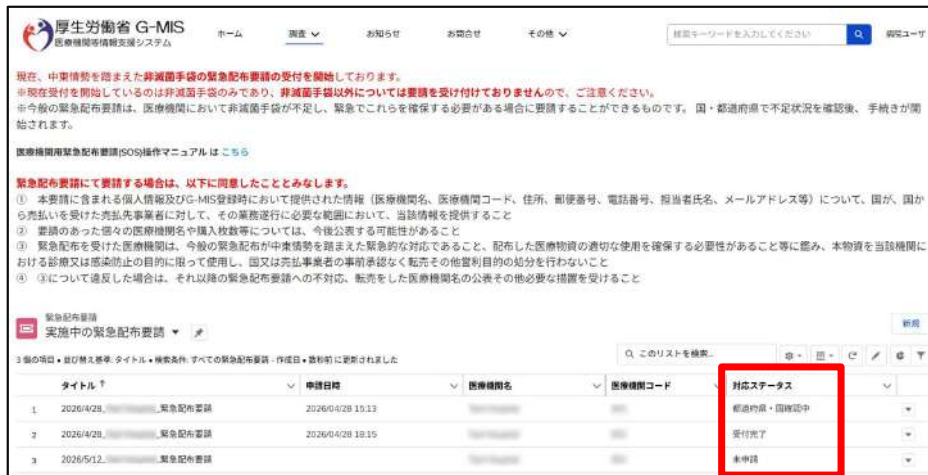 厚生労働省 G-MIS
医療機関等情報支援システム
ホーム 調査 お知らせ お問合せ その他 検索キーワードを入力してください 病院ユーザ
現在、中東情勢を踏まえた非滅菌手袋の緊急配布要請の受付を開始しております。
※現在受付を開始しているのは非滅菌手袋のみであり、非滅菌手袋以外については要請を受け付けておりませんので、ご注意ください。
※今般の緊急配布要請は、医療機関において非滅菌手袋が不足し、緊急でこれらを確保する必要がある場合に要請することができるものです。 国・都道府県で不足状況を確認後、 手続きが開
始されます。
医療機関用緊急配布要請(SOS)操作マニュアル は こちら
緊急配布要請にて要請する場合は、以下に同意したこととみなします。
① 本要請に含まれる個人情報及びG-MIS登録時において提供された情報（医療機関名、医療機関コード、住所、郵便番号、電話番号、担当者氏名、メールアドレス等）について、国が、国か
ら売払いを受けた売払先事業者に対して、その業務遂行に必要な範囲において、当該情報を提供すること
② 要請のあった個々の医療機関名や購入枚数等については、今後公表する可能性があること
③ 緊急配布を受けた医療機関は、今般の緊急配布が中東情勢を踏まえた緊急的な対応であること、配布した医療物資の適切な使用を確保する必要性があること等に鑑み、本物資を当該機関に
おける診療又は感染防止の目的に限って使用し、国又は売払事業者の事前承認なく転売その他営利目的の処分を行わないこと
④ ③について違反した場合は、それ以降の緊急配布要請への不対応、転売をした医療機関名の公表その他必要な措置を受けること
緊急配布要請
実施中の緊急配布要請
新規
3 個の項目 • 並び替え基準: タイトル • 検索条件: すべての緊急配布要請 - 作成日 • 数秒前 に更新されました
このリストを検索...
タイトル ↑ 申請日時 医療機関名 医療機関コード 対応ステータス
1 2026/4/28_ _緊急配布要請 2026/04/28 15:13 都道府県・国確認中
2 2026/4/28_ _緊急配布要請 2026/04/28 18:15 受付完了
3 2026/5/12_ _緊急配布要請 未申請